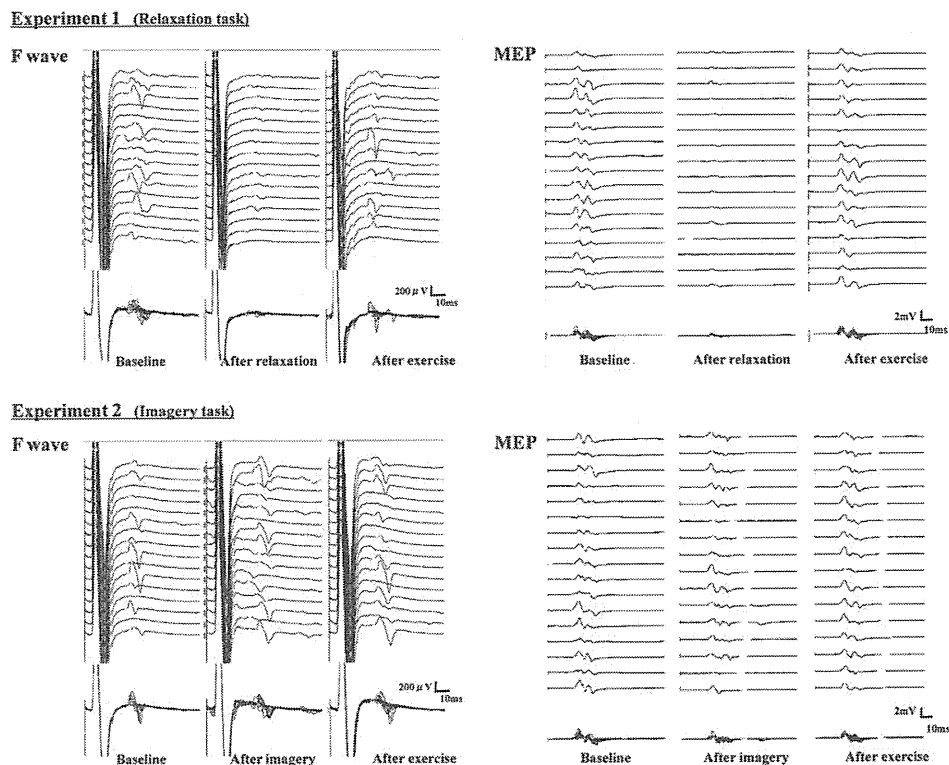 Experiment 1 (Relaxation task)
F wave
MEP
200 μV
10ms
2mV
10ms
Baseline
After relaxation
After exercise
Baseline
After relaxation
After exercise
Experiment 2 (Imagery task)
F wave
MEP
200 μV
10ms
2mV
10ms
Baseline
After imagery
After exercise
Baseline
After imagery
After exercise